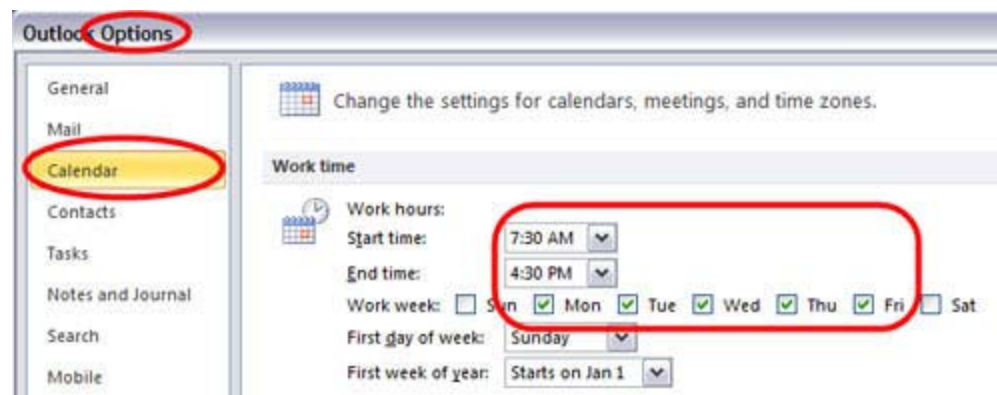 Outlook Options
General
Mail
Calendar
Contacts
Tasks
Notes and Journal
Search
Mobile
Change the settings for calendars, meetings, and time zones.
Work time
Work hours:
Start time: 7:30 AM
End time: 4:30 PM
Work week: Sun Mon Tue Wed Thu Fri Sat
First day of week: Sunday
First week of year: Starts on Jan 1